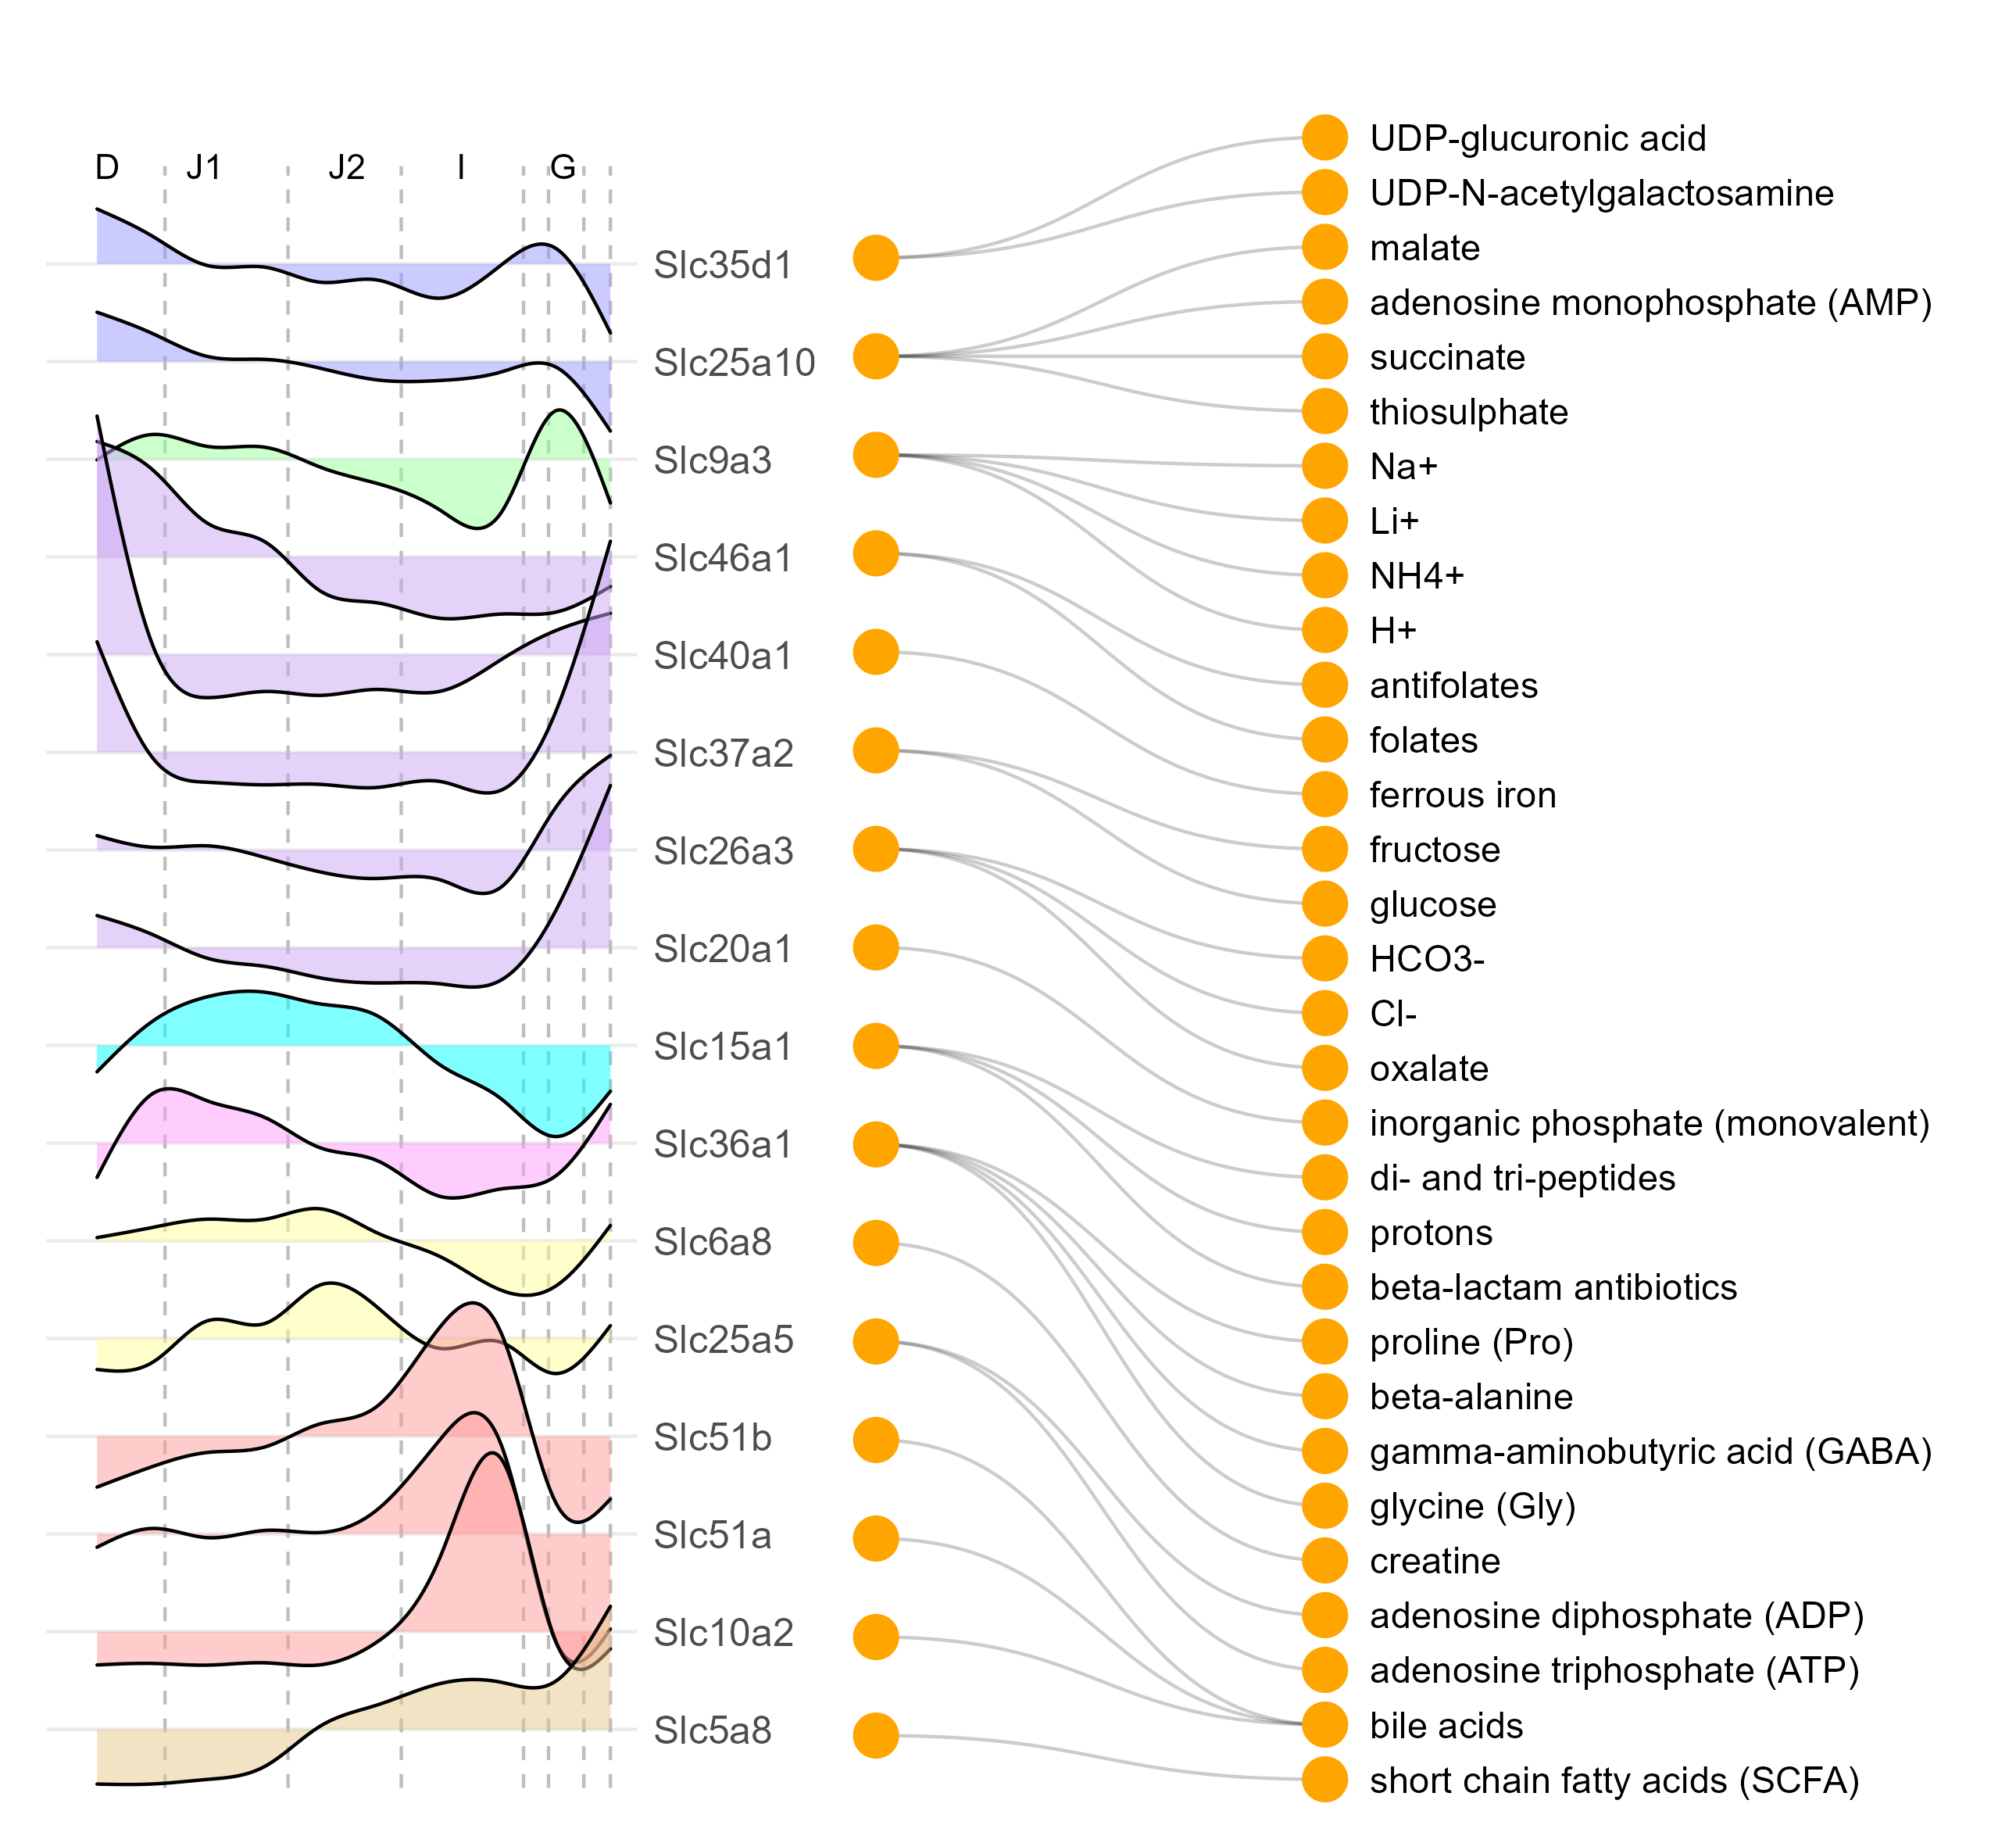 D J1 J2 I G
Slc35d1
Slc25a10
Slc9a3
Slc46a1
Slc40a1
Slc37a2
Slc26a3
Slc20a1
Slc15a1
Slc36a1
Slc6a8
Slc25a5
Slc51b
Slc51a
Slc10a2
Slc5a8
UDP-glucuronic acid
UDP-N-acetylgalactosamine
malate
adenosine monophosphate (AMP)
succinate
thiosulphate
Na+
Li+
NH4+
H+
antifolates
folates
ferrous iron
fructose
glucose
HCO3-
Cl-
oxalate
inorganic phosphate (monovalent)
di- and tri-peptides
protons
beta-lactam antibiotics
proline (Pro)
beta-alanine
gamma-aminobutyric acid (GABA)
glycine (Gly)
creatine
adenosine diphosphate (ADP)
adenosine triphosphate (ATP)
bile acids
short chain fatty acids (SCFA)